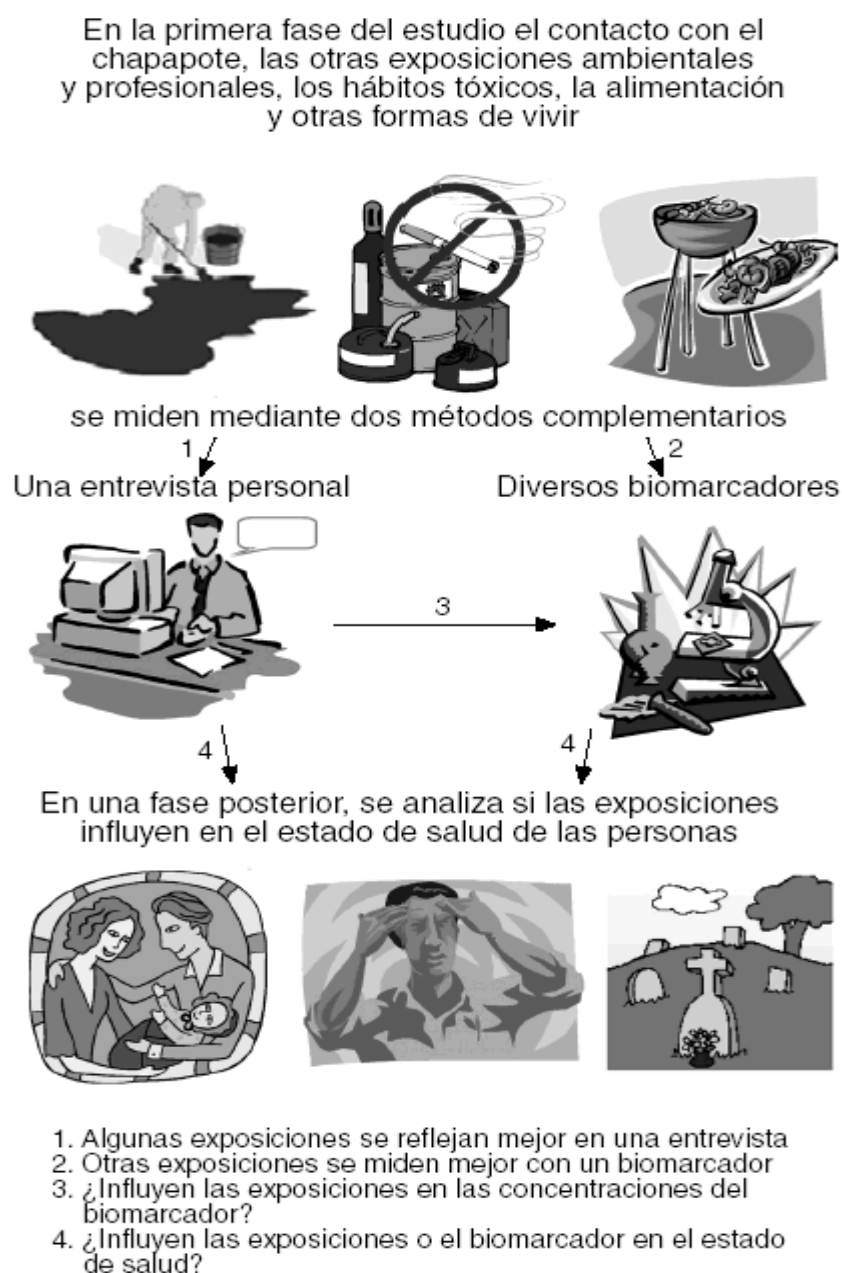 En la primera fase del estudio el contacto con el
chapapote, las otras exposiciones ambientales
y profesionales, los hábitos tóxicos, la alimentación
y otras formas de vivir
se miden mediante dos métodos complementarios
1
2
Una entrevista personal
Diversos biomarcadores
3
4
4
En una fase posterior, se analiza si las exposiciones
influyen en el estado de salud de las personas
1. Algunas exposiciones se reflejan mejor en una entrevista
2. Otras exposiciones se miden mejor con un biomarcador
3. ¿Influyen las exposiciones en las concentraciones del
biomarcador?
4. ¿Influyen las exposiciones o el biomarcador en el estado
de salud?